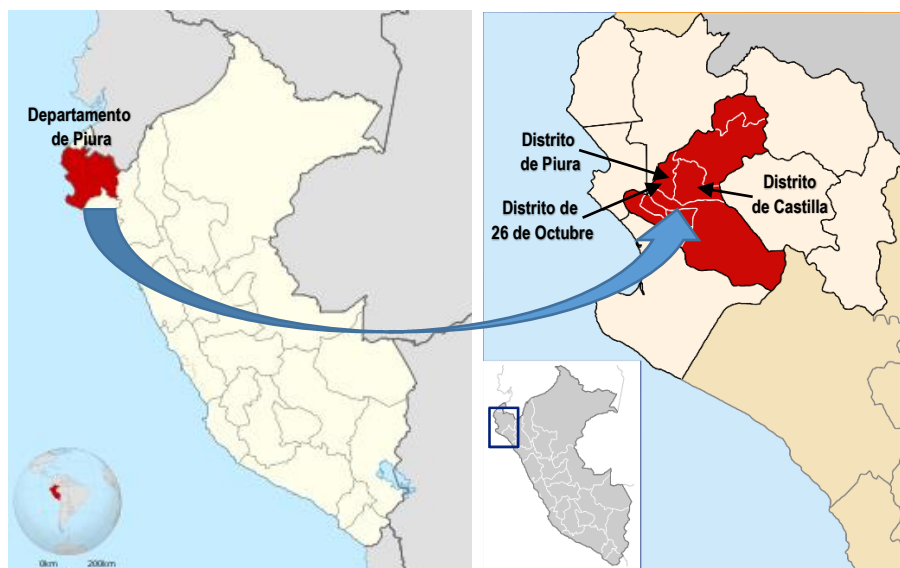 Departamento
de Piura
0km 200km
Distrito
de Piura
Distrito de
26 de Octubre
Distrito
de Castilla